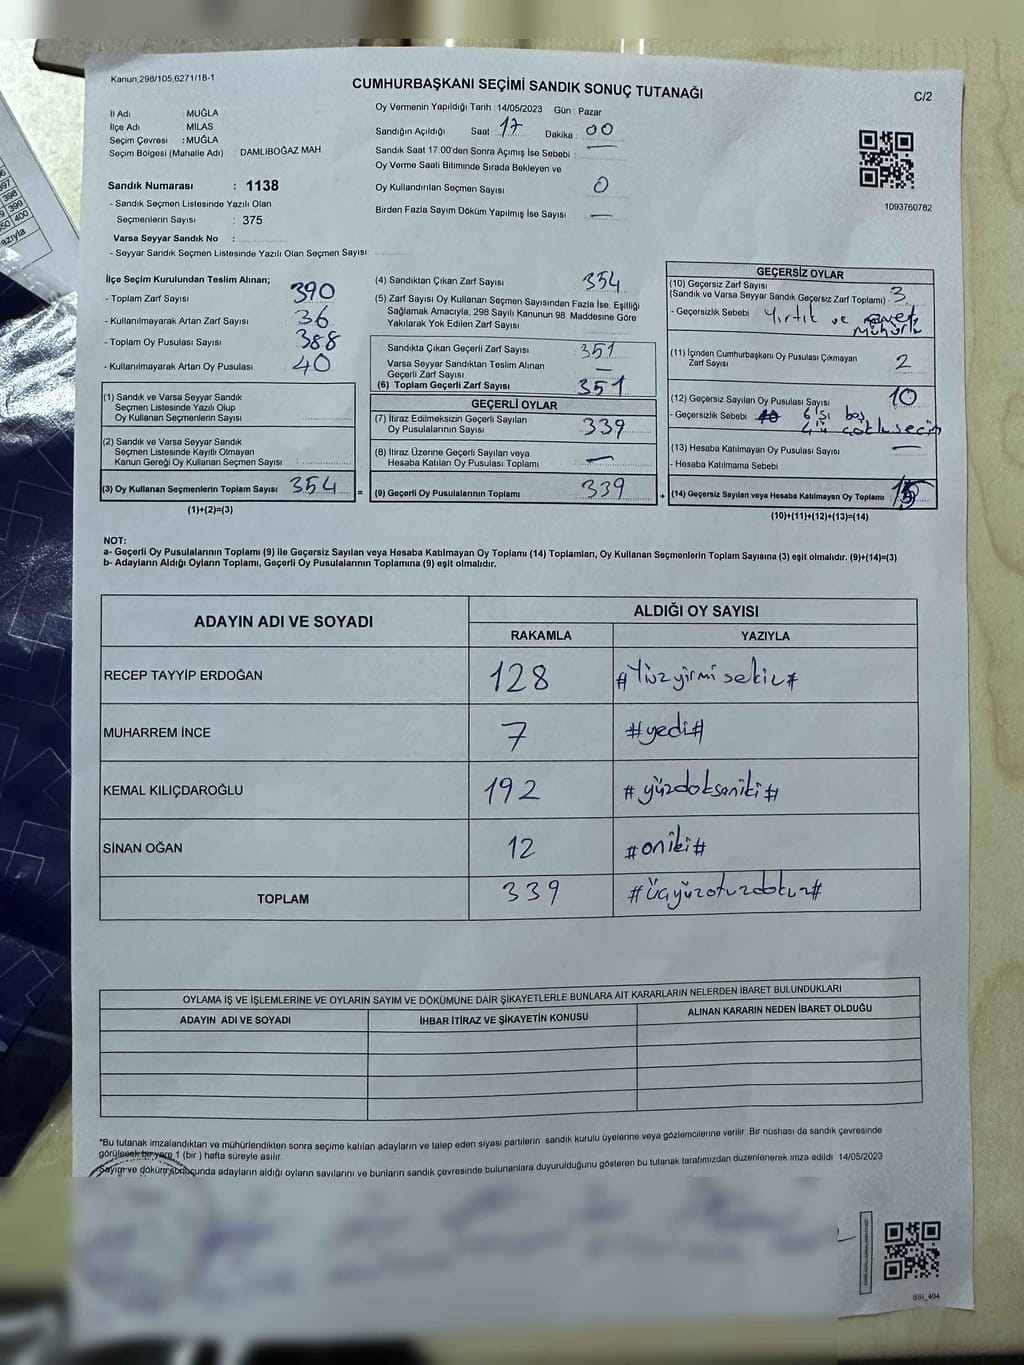 Kanun,298/105,6271/18-1
CUMHURBAŞKANI SEÇİMİ SANDIK SONUÇ TUTANAĞI
C/2
İl Adı : MUĞLA
İlçe Adı : MİLAS
Seçim Çevresi : MUĞLA
Seçim Bölgesi (Mahalle Adı) : DAMLIBOĞAZ MAH
Sandık Numarası : 1138
- Sandık Seçmen Listesinde Yazılı Olan
Seçmenlerin Sayısı : 375
Varsa Seyyar Sandık No :
- Seyyar Sandık Seçmen Listesinde Yazılı Olan Seçmen Sayısı
Oy Vermenin Yapıldığı Tarih : 14/05/2023 Gün : Pazar
Sandığın Açıldığı Saat : 17 Dakika : 00
Sandık Saat 17.00'den Sonra Açımış İse Sebebi :
Oy Verme Saati Bitiminde Sırada Bekleyen ve
Oy Kullandırılan Seçmen Sayısı 0
Birden Fazla Sayım Döküm Yapılmış İse Sayısı —
1093760782
İlçe Seçim Kurulundan Teslim Alınan;
- Toplam Zarf Sayısı 390
- Kullanılmayarak Artan Zarf Sayısı 36
- Toplam Oy Pusulası Sayısı 388
- Kullanılmayarak Artan Oy Pusulası 40
(1) Sandık ve Varsa Seyyar Sandık
Seçmen Listesinde Yazılı Olup
Oy Kullanan Seçmenlerin Sayısı
(2) Sandık ve Varsa Seyyar Sandık
Seçmen Listesinde Kayıtlı Olmayan
Kanun Gereği Oy Kullanan Seçmen Sayısı
(3) Oy Kullanan Seçmenlerin Toplam Sayısı 354
(1)+(2)=(3)
(4) Sandıktan Çıkan Zarf Sayısı 354
(5) Zarf Sayısı Oy Kullanan Seçmen Sayısından Fazla İse, Eşitliği
Sağlamak Amacıyla, 298 Sayılı Kanunun 98. Maddesine Göre
Yakılarak Yok Edilen Zarf Sayısı
Sandıkta Çıkan Geçerli Zarf Sayısı 351
Varsa Seyyar Sandıktan Teslim Alınan
Geçerli Zarf Sayısı —
(6) Toplam Geçerli Zarf Sayısı 351
GEÇERLİ OYLAR
(7) İtiraz Edilmeksizin Geçerli Sayılan
Oy Pusulalarının Sayısı 339
(8) İtiraz Üzerine Geçerli Sayılan veya
Hesaba Katılan Oy Pusulası Toplamı —
(9) Geçerli Oy Pusulalarının Toplamı 339
GEÇERSİZ OYLAR
(10) Geçersiz Zarf Sayısı
(Sandık ve Varsa Seyyar Sandık Geçersiz Zarf Toplamı) 3
- Geçersizlik Sebebi Yırtık ve
mühürlü
(11) İçinden Cumhurbaşkanı Oy Pusulası Çıkmayan
Zarf Sayısı 2
(12) Geçersiz Sayılan Oy Pusulası Sayısı 10
- Geçersizlik Sebebi 6'sı boş
4'ü
(13) Hesaba Katılmayan Oy Pusulası Sayısı —
- Hesaba Katılmama Sebebi
(14) Geçersiz Sayılan veya Hesaba Katılmayan Oy Toplamı 15
(10)+(11)+(12)+(13)=(14)
NOT:
a- Geçerli Oy Pusulalarının Toplamı (9) ile Geçersiz Sayılan veya Hesaba Katılmayan Oy Toplamı (14) Toplamları, Oy Kullanan Seçmenlerin Toplam Sayısına (3) eşit olmalıdır. (9)+(14)=(3)
b- Adayların Aldığı Oyların Toplamı, Geçerli Oy Pusulalarının Toplamına (9) eşit olmalıdır.
ADAYIN ADI VE SOYADI
ALDIĞI OY SAYISI
RAKAMLA YAZIYLA
RECEP TAYYİP ERDOĞAN 128 #Yüzyirmi sekiz#
MUHARREM İNCE 7 #yedi#
KEMAL KILIÇDAROĞLU 192 #yüzdoksaniki#
SİNAN OĞAN 12 #oniki#
TOPLAM 339 #üçyüzotuzdokuz#
OYLAMA İŞ VE İŞLEMLERİNE VE OYLARIN SAYIM VE DÖKÜMÜNE DAİR ŞİKAYETLERLE BUNLARA AİT KARARLARIN NELERDEN İBARET BULUNDUKLARI
ADAYIN ADI VE SOYADI İHBAR İTİRAZ VE ŞİKAYETİN KONUSU ALINAN KARARIN NEDEN İBARET OLDUĞU
*Bu tutanak imzalandıktan ve mühürlendikten sonra seçime katılan adayların ve talep eden siyasi partilerin sandık kurulu üyelerine veya gözlemcilerine verilir. Bir nüshası da sandık çevresinde
görülecek bir yere 1 (bir ) hafta süreyle asılır.
Sayım ve döküm sonucunda adayların aldığı oyların sayılarını ve bunların sandık çevresinde bulunanlara duyurulduğunu gösteren bu tutanak tarafımızdan düzenlenerek imza edildi 14/05/2023
SSI_404